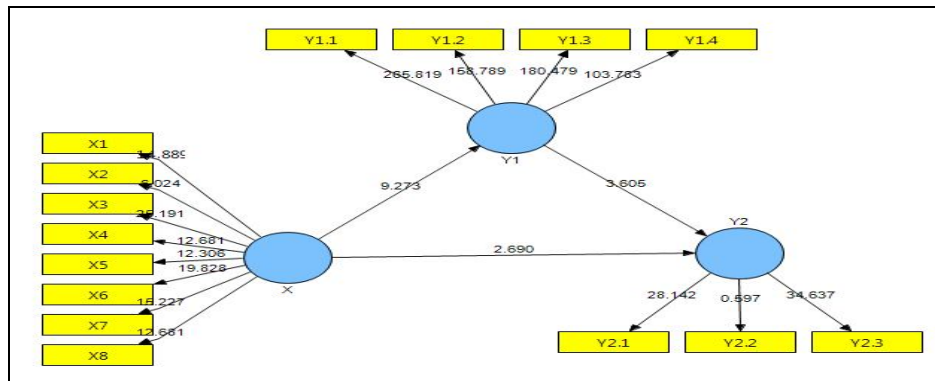 Y1.1 Y1.2 Y1.3 Y1.4
265.819 158.789 180.479 103.783
Y1
X1
14.889
X2
6.024
X3
25.191
X4
12.681
X5
12.306
X6
19.828
X7
15.227
X8
12.681
X
9.273
3.605
2.690
Y2
28.142 0.597 34.637
Y2.1 Y2.2 Y2.3